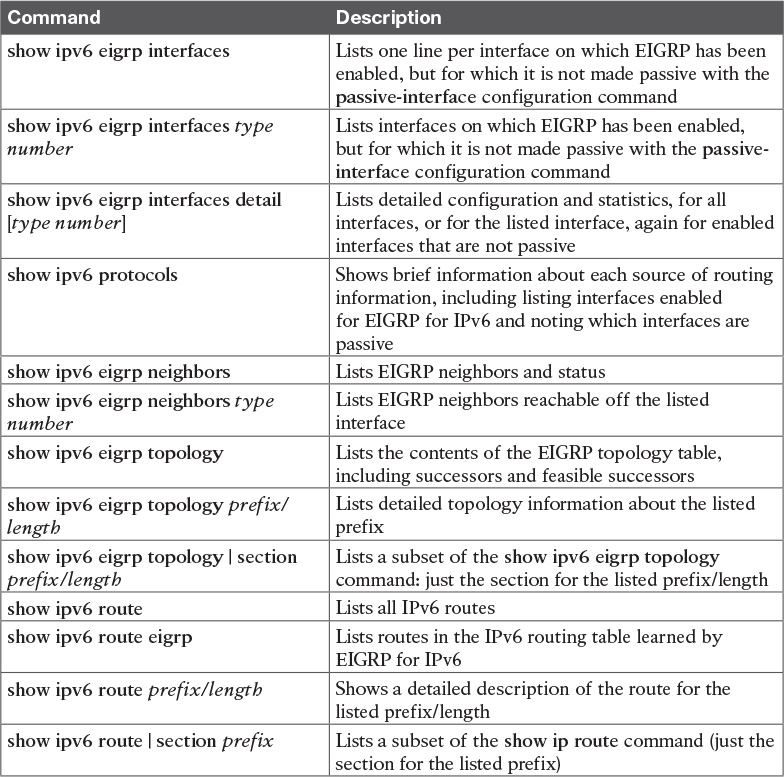 Command Description
show ipv6 eigrp interfaces Lists one line per interface on which EIGRP has been
enabled, but for which it is not made passive with the
passive-interface configuration command
show ipv6 eigrp interfaces type Lists interfaces on which EIGRP has been enabled,
number but for which it is not made passive with the passive-
interface configuration command
show ipv6 eigrp interfaces detail Lists detailed configuration and statistics, for all
[type number] interfaces, or for the listed interface, again for enabled
interfaces that are not passive
show ipv6 protocols Shows brief information about each source of routing
information, including listing interfaces enabled
for EIGRP for IPv6 and noting which interfaces are
passive
show ipv6 eigrp neighbors Lists EIGRP neighbors and status
show ipv6 eigrp neighbors type Lists EIGRP neighbors reachable off the listed
number interface
show ipv6 eigrp topology Lists the contents of the EIGRP topology table,
including successors and feasible successors
show ipv6 eigrp topology prefix/ Lists detailed topology information about the listed
length prefix
show ipv6 eigrp topology | section Lists a subset of the show ipv6 eigrp topology
prefix/length command: just the section for the listed prefix/length
show ipv6 route Lists all IPv6 routes
show ipv6 route eigrp Lists routes in the IPv6 routing table learned by
EIGRP for IPv6
show ipv6 route prefix/length Shows a detailed description of the route for the
listed prefix/length
show ipv6 route | section prefix Lists a subset of the show ip route command (just the
section for the listed prefix)